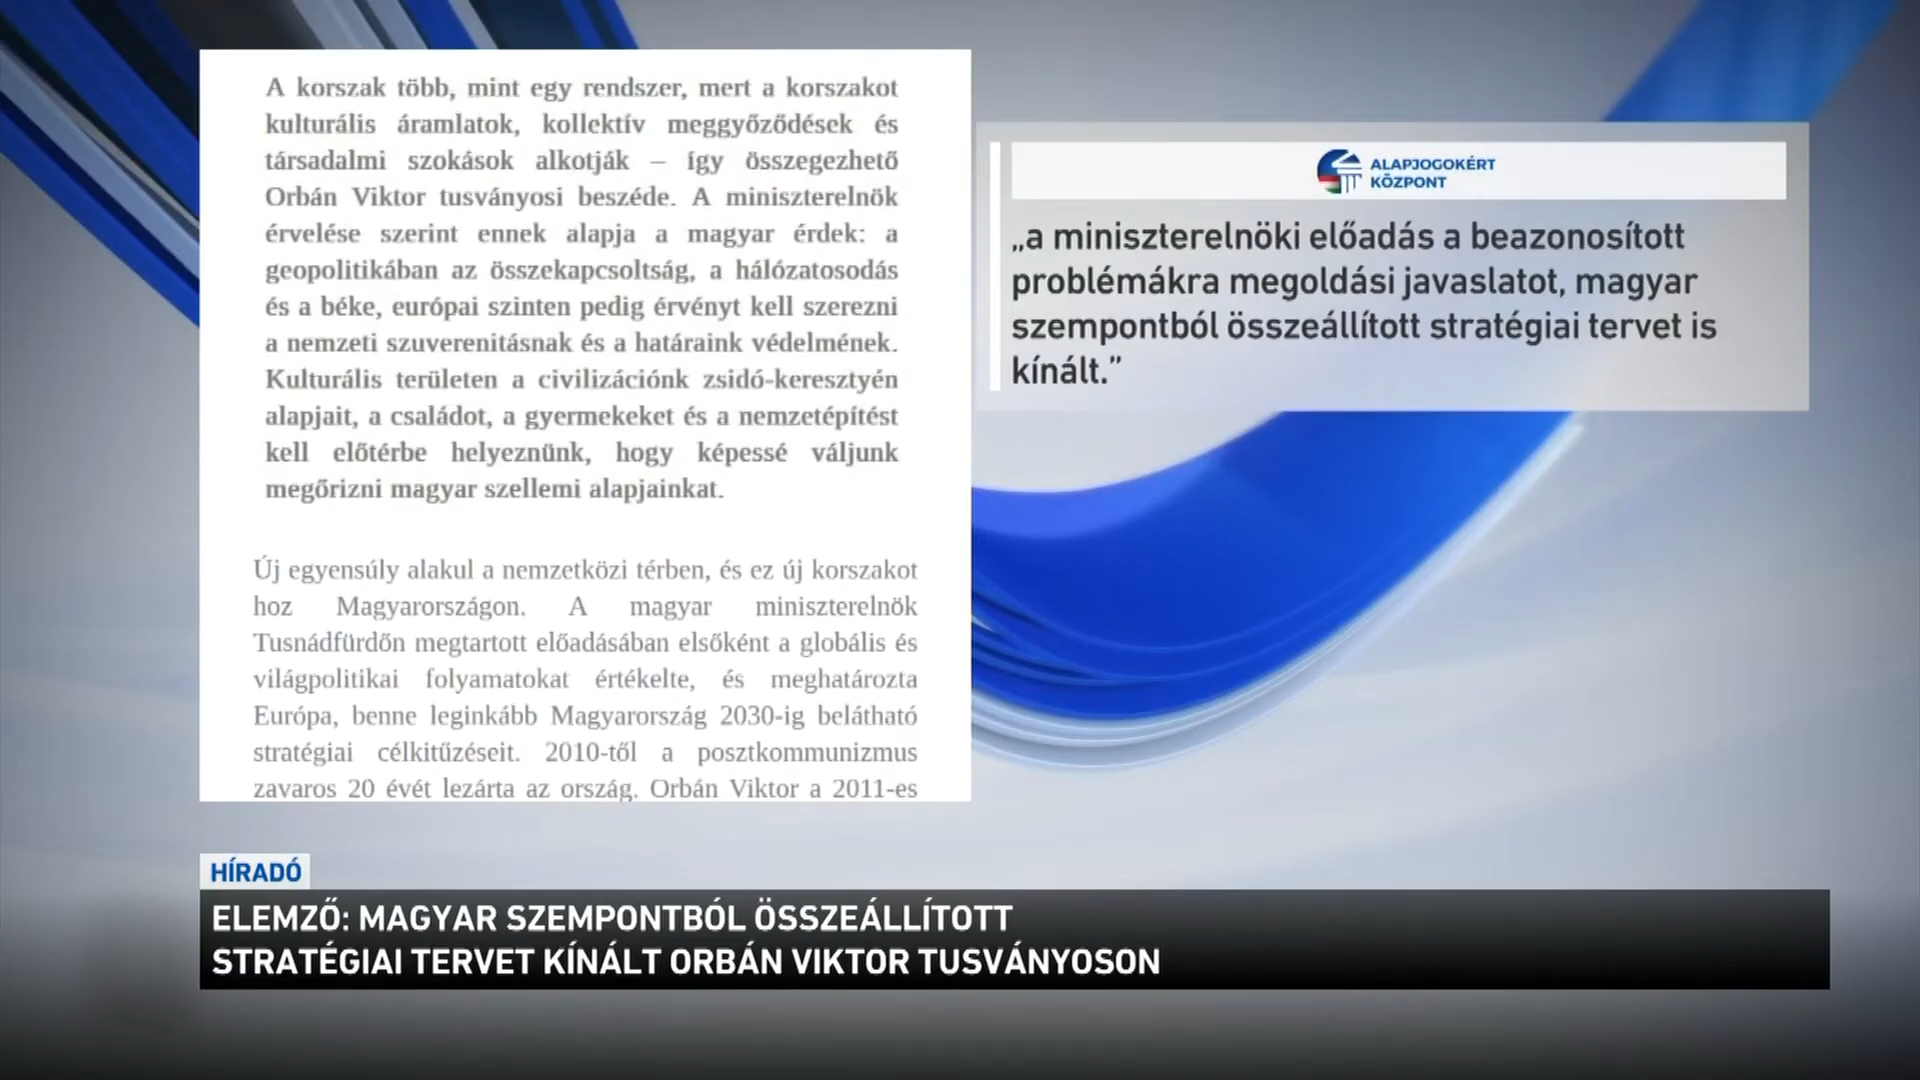 A korszak több, mint egy rendszer, mert a korszakot
kulturális áramlatok, kollektív meggyőződések és
társadalmi szokások alkotják – így összegezhető
Orbán Viktor tusványosi beszéde. A miniszterelnök
érvelése szerint ennek alapja a magyar érdek: a
geopolitikában az összekapcsoltság, a hálózatosodás
és a béke, európai szinten pedig érvényt kell szerezni
a nemzeti szuverenitásnak és a határaink védelmének.
Kulturális területen a civilizációnk zsidó-keresztyén
alapjait, a családot, a gyermekeket és a nemzetépítést
kell előtérbe helyeznünk, hogy képessé váljunk
megőrizni magyar szellemi alapjainkat.
Új egyensúly alakul a nemzetközi térben, és ez új korszakot
hoz Magyarországon. A magyar miniszterelnök
Tusnádfürdőn megtartott előadásában elsőként a globális és
világpolitikai folyamatokat értékelte, és meghatározta
Európa, benne leginkább Magyarország 2030-ig belátható
stratégiai célkitűzéseit. 2010-től a posztkommunizmus
zavaros 20 évét lezárta az ország. Orbán Viktor a 2011-es
ALAPJOGOKÉRT
KÖZPONT
„a miniszterelnöki előadás a beazonosított
problémákra megoldási javaslatot, magyar
szempontból összeállított stratégiai tervet is
kínált.”
HÍRADÓ
ELEMZŐ: MAGYAR SZEMPONTBÓL ÖSSZEÁLLÍTOTT
STRATÉGIAI TERVET KÍNÁLT ORBÁN VIKTOR TUSVÁNYOSON